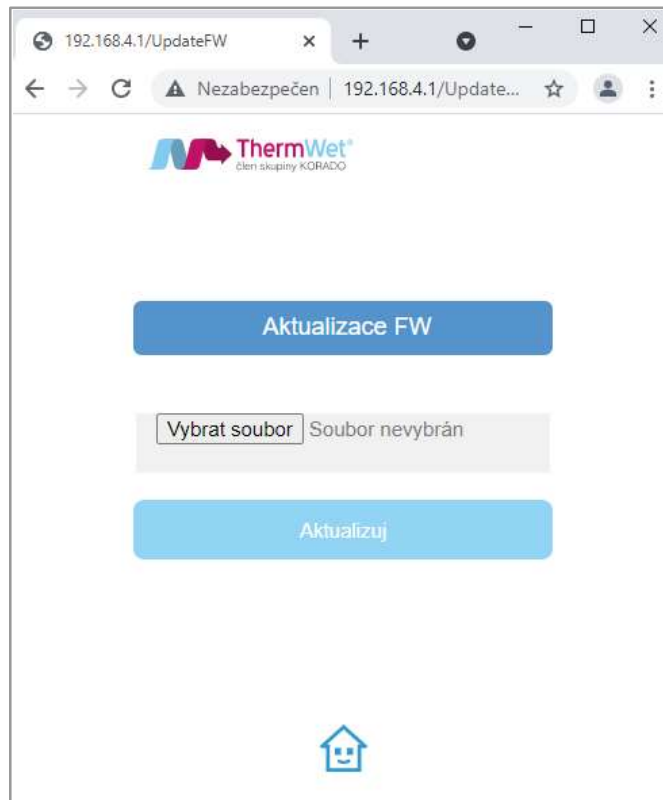 192.168.4.1/UpdateFW
Nezabezpečen | 192.168.4.1/Update...
ThermWet®
člen skupiny KORADO
Aktualizace FW
Vybrat soubor Soubor nevybrán
Aktualizuj